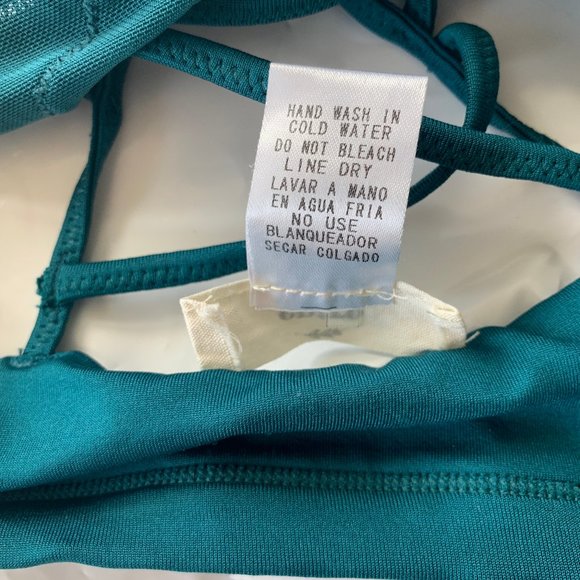 HAND WASH IN
COLD WATER
DO NOT BLEACH
LINE DRY
LAVAR A MANO
EN AGUA FRIA
NO USE
BLANQUEADOR
SECAR COLGADO